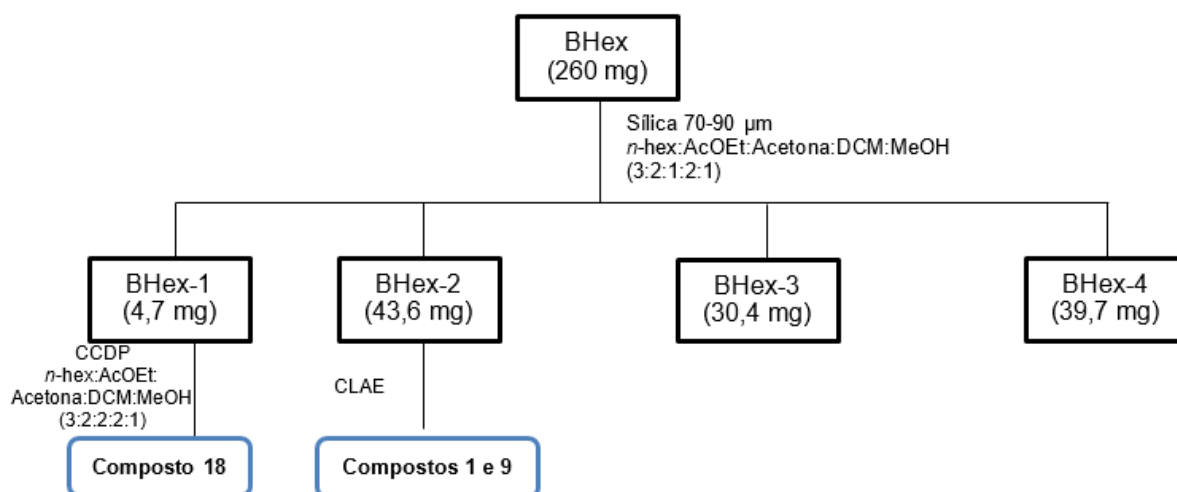 BHex
(260 mg)
Sílica 70-90 µm
n-hex:AcOEt:Acetona:DCM:MeOH
(3:2:1:2:1)
BHex-1
(4,7 mg)
BHex-2
(43,6 mg)
BHex-3
(30,4 mg)
BHex-4
(39,7 mg)
CCDP
n-hex:AcOEt:
Acetona:DCM:MeOH
(3:2:2:2:1)
CLAE
Composto 18
Compostos 1 e 9